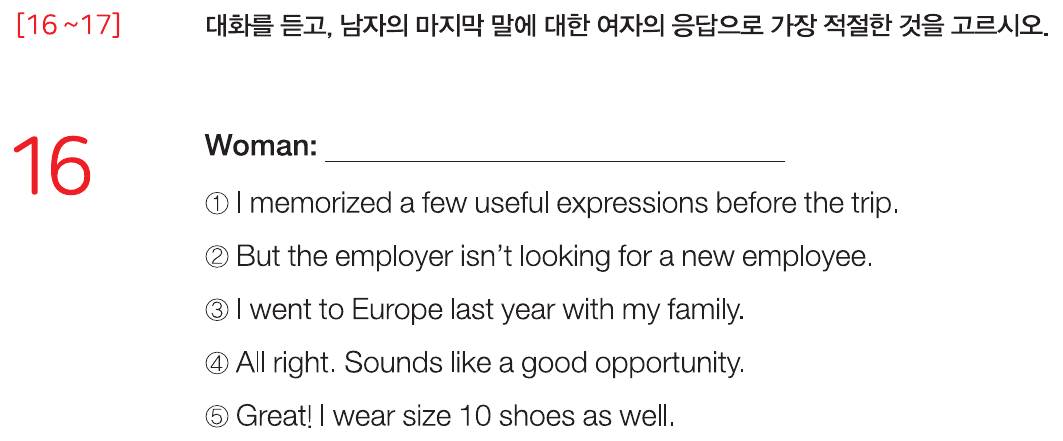 [16~17] 대화를 듣고, 남자의 마지막 말에 대한 여자의 응답으로 가장 적절한 것을 고르시오.
16 Woman: ____________________
① I memorized a few useful expressions before the trip.
② But the employer isn't looking for a new employee.
③ I went to Europe last year with my family.
④ All right. Sounds like a good opportunity.
⑤ Great! I wear size 10 shoes as well.